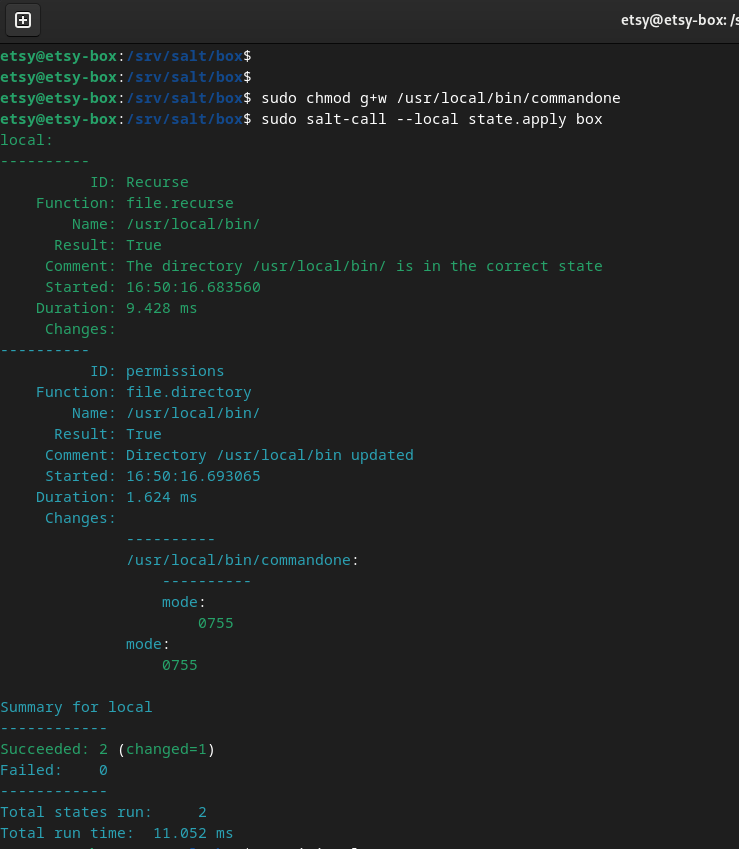 etsy@etsy-box: /s
etsy@etsy-box:/srv/salt/box$
etsy@etsy-box:/srv/salt/box$
etsy@etsy-box:/srv/salt/box$ sudo chmod g+w /usr/local/bin/commandone
etsy@etsy-box:/srv/salt/box$ sudo salt-call --local state.apply box
local:
----------
          ID: Recurse
    Function: file.recurse
        Name: /usr/local/bin/
      Result: True
     Comment: The directory /usr/local/bin/ is in the correct state
     Started: 16:50:16.683560
    Duration: 9.428 ms
     Changes:
----------
          ID: permissions
    Function: file.directory
        Name: /usr/local/bin/
      Result: True
     Comment: Directory /usr/local/bin updated
     Started: 16:50:16.693065
    Duration: 1.624 ms
     Changes:
              ----------
              /usr/local/bin/commandone:
                  ----------
                  mode:
                      0755
              mode:
                  0755

Summary for local
------------
Succeeded: 2 (changed=1)
Failed:    0
------------
Total states run:     2
Total run time:  11.052 ms